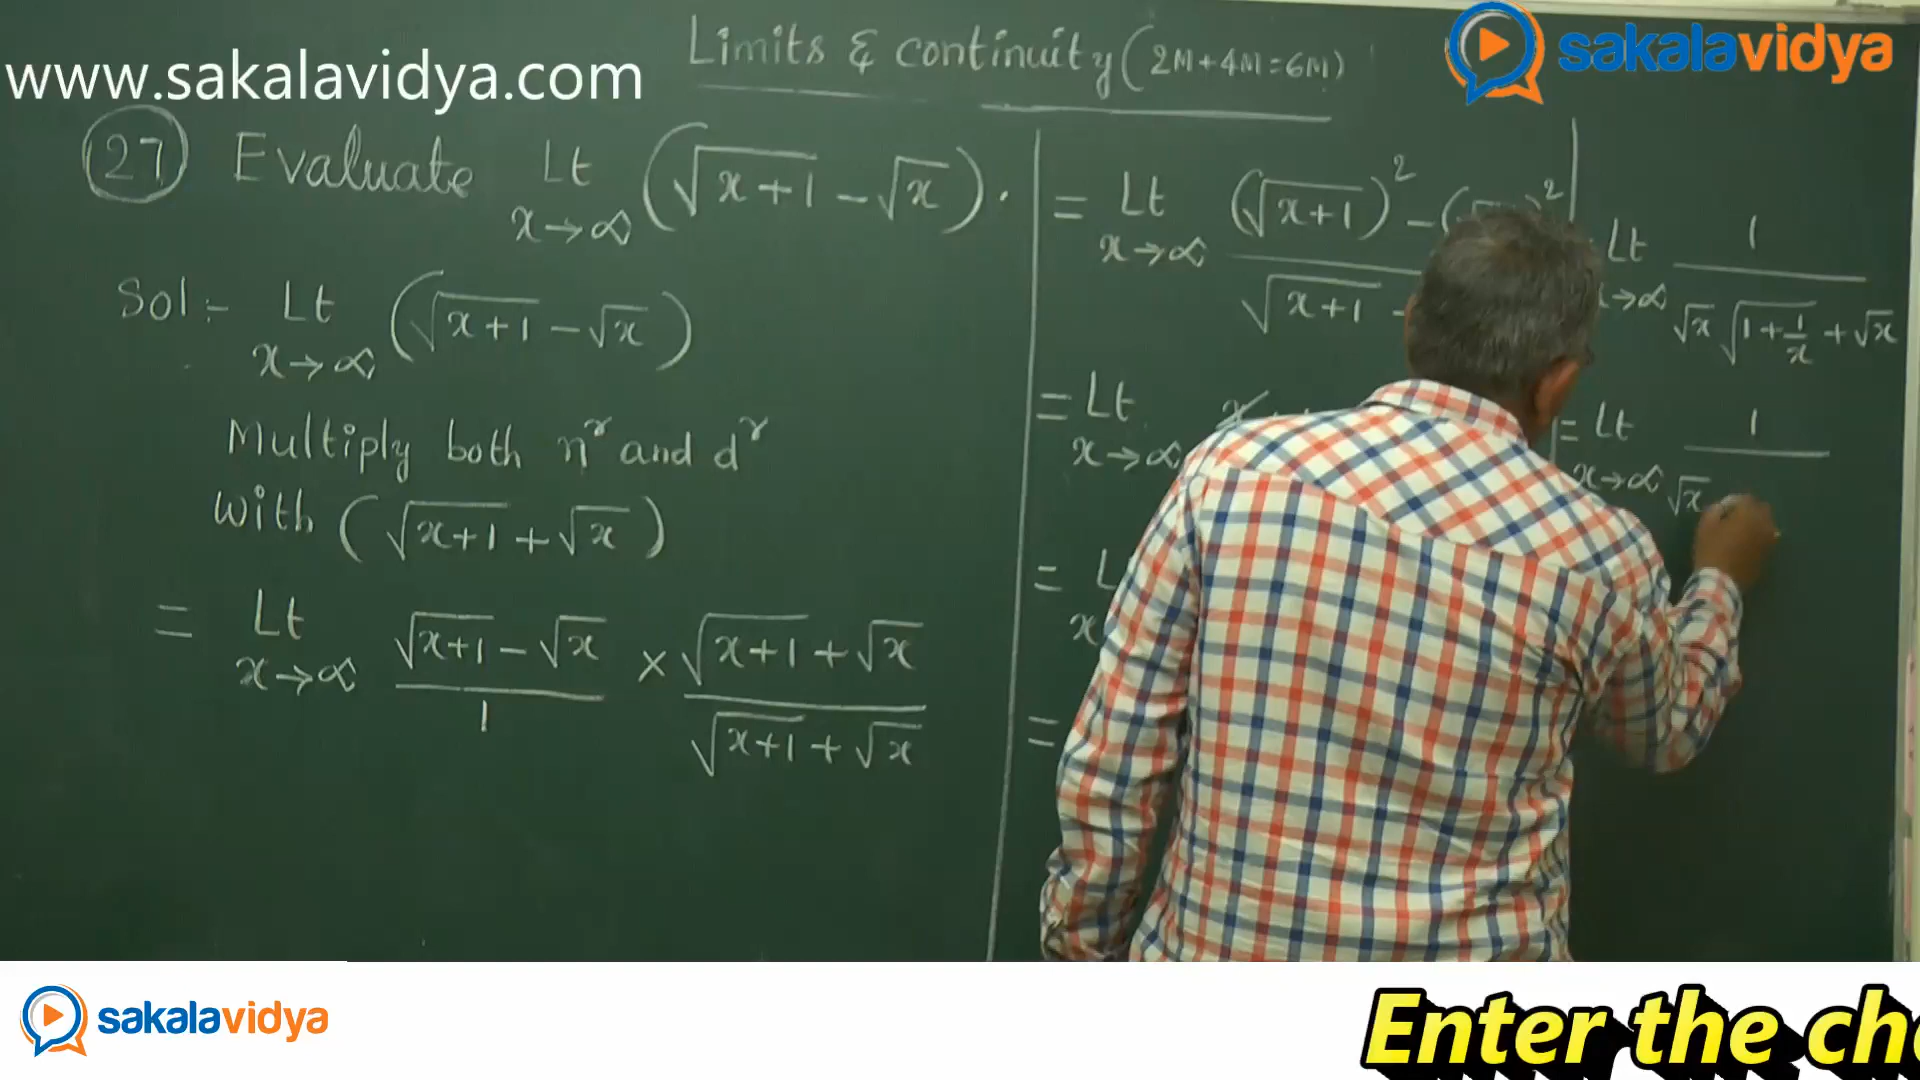 www.sakalavidya.com
Limits & continuity (2M+4M=6M)
sakalavidya
27 Evaluate Lt x→∞ (√x+1 - √x).
Sol:- Lt x→∞ (√x+1 - √x)
Multiply both nʳ and dʳ
with (√x+1 + √x)
= Lt x→∞ √x+1 - √x / 1 × √x+1 + √x / √x+1 + √x
= Lt x→∞ (√x+1)² - ( )² / √x+1
= Lt x→∞ x
=
x
=
Lt x→∞ 1 / √x √1+1/x + √x
= Lt x→∞ 1 / √x
sakalavidya
Enter the